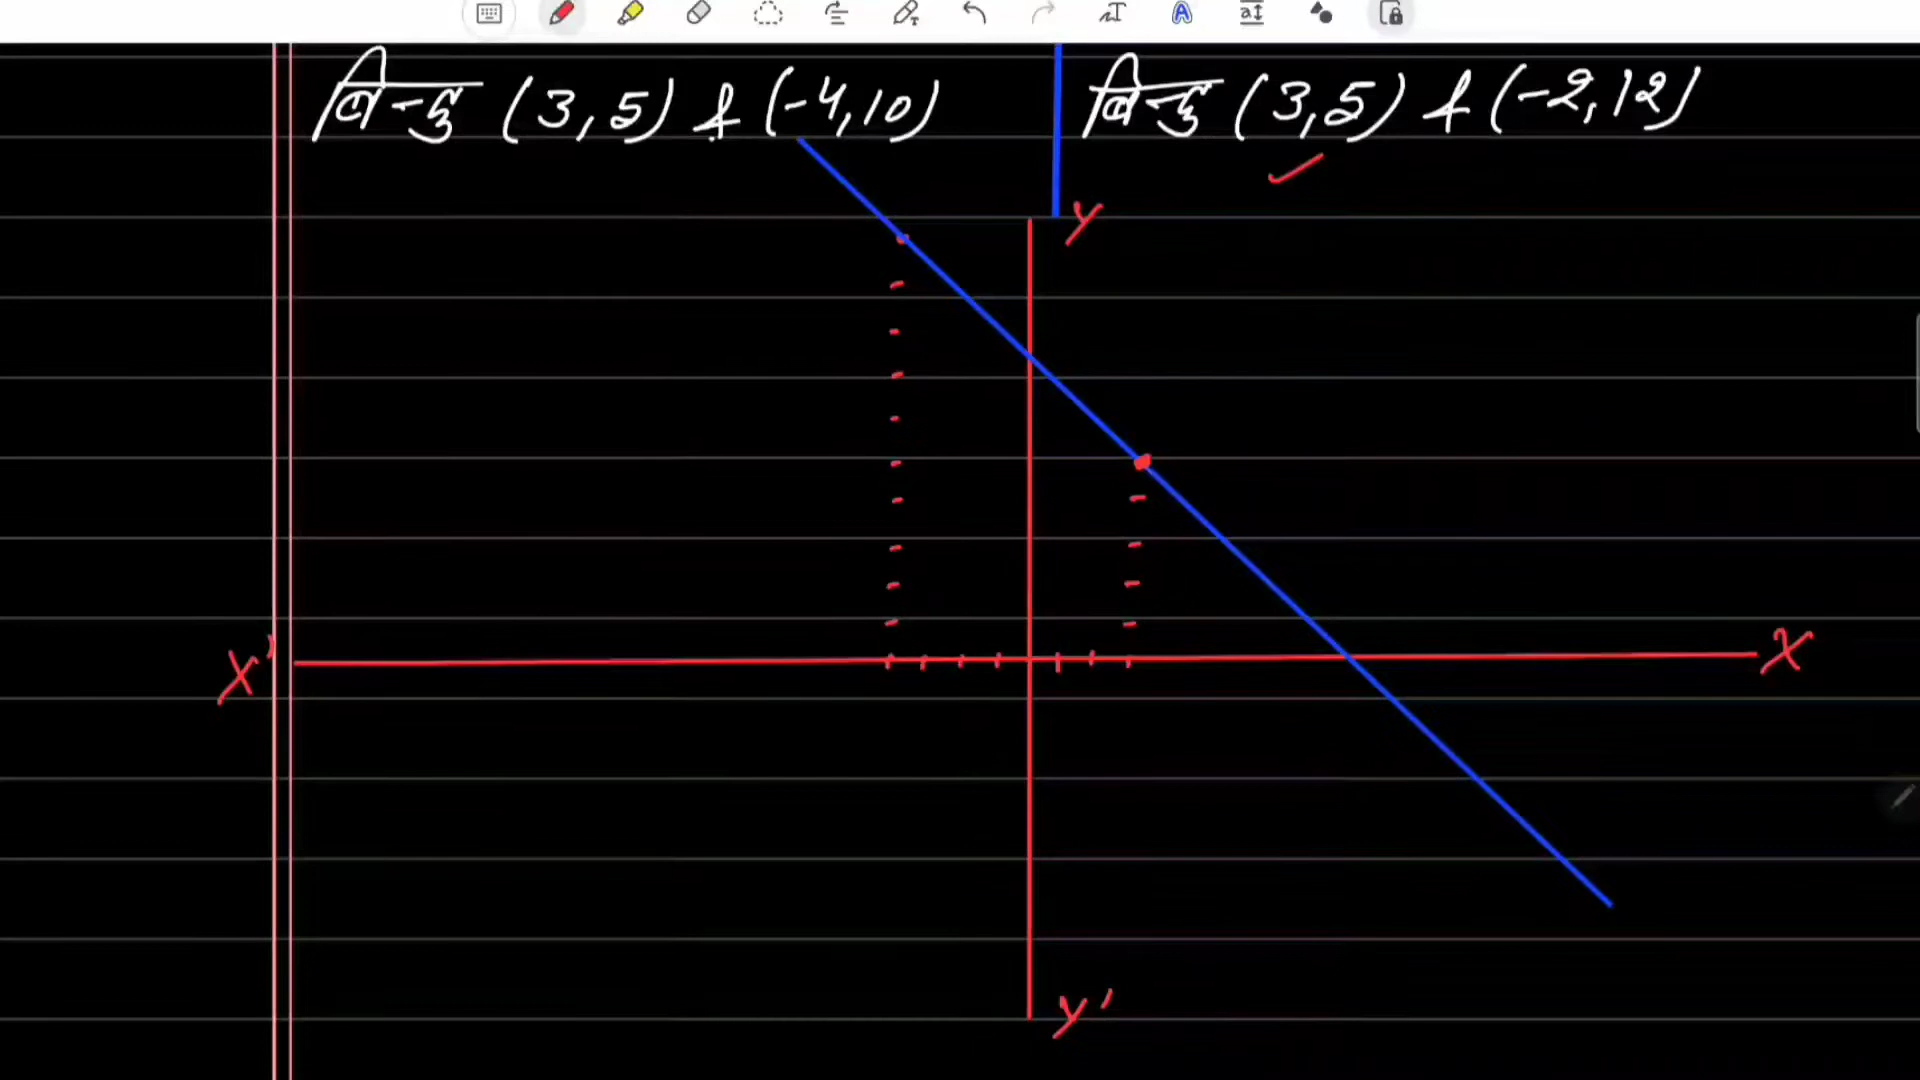 बिन्दु (3,5) & (-4,10)
बिन्दु (3,5) & (-2,12)
Y
X'
X
Y'